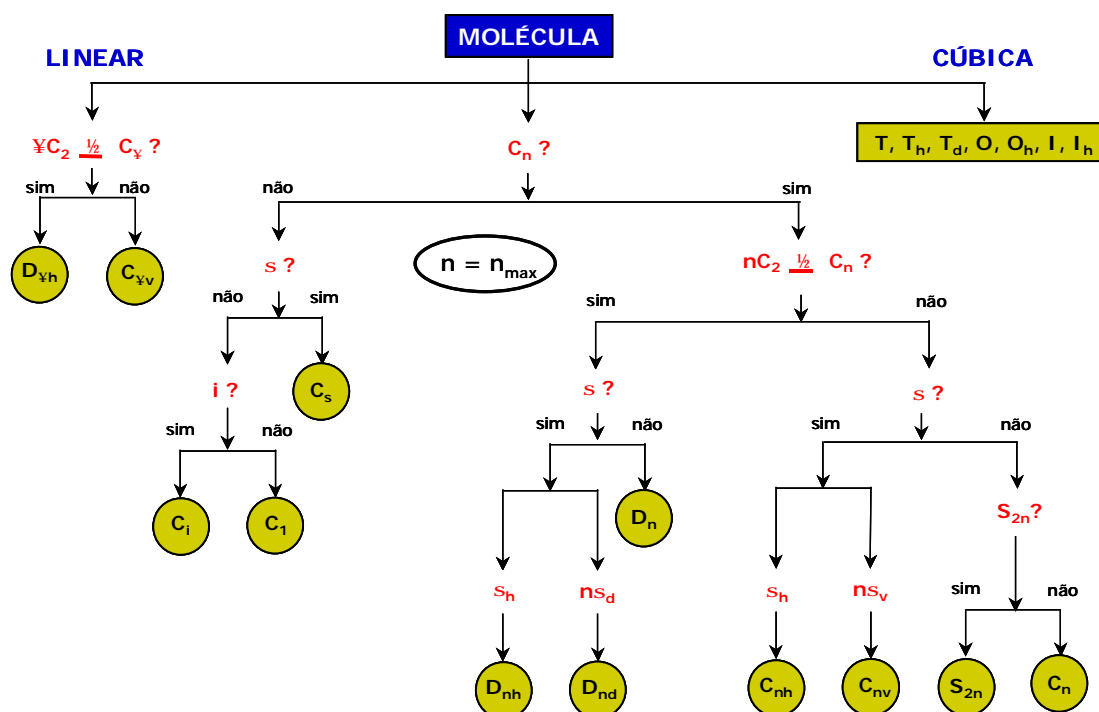 MOLÉCULA
LINEAR
CÚBICA
¥C2 ½ C¥ ?
Cn ?
T, Th, Td, O, Oh, I, Ih
sim
não
não
sim
D¥h
C¥v
s ?
n = nmax
nC2 ½ Cn ?
não
sim
sim
não
i ?
Cs
s ?
s ?
sim
não
sim
não
sim
não
Ci
C1
Dn
S2n?
sh
nsd
sh
nsv
sim
não
Dnh
Dnd
Cnh
Cnv
S2n
Cn